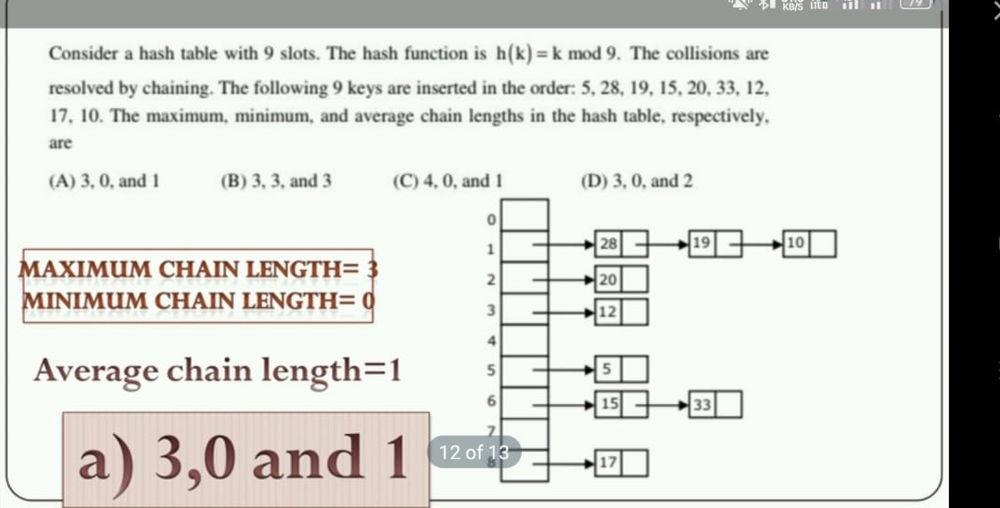 KB/S LTED 79
Consider a hash table with 9 slots. The hash function is h(k) = k mod 9. The collisions are
resolved by chaining. The following 9 keys are inserted in the order: 5, 28, 19, 15, 20, 33, 12,
17, 10. The maximum, minimum, and average chain lengths in the hash table, respectively,
are
(A) 3, 0, and 1 (B) 3, 3, and 3 (C) 4, 0, and 1 (D) 3, 0, and 2
0
1 28 19 10
MAXIMUM CHAIN LENGTH= 3
2 20
MINIMUM CHAIN LENGTH= 0
3 12
4
Average chain length=1
5 5
6 15 33
7
a) 3,0 and 1
12 of 13
8 17